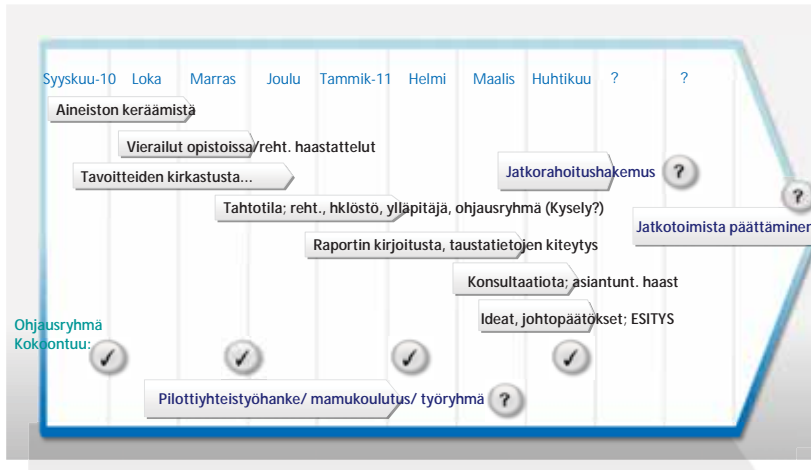 Syyskuu-10 Loka Marras Joulu Tammik-11 Helmi Maalis Huhtikuu ? ?
Aineiston keräämistä
Vierailut opistoissa/reht. haastattelut
Tavoitteiden kirkastusta...
Jatkorahoitushakemus ?
?
Tahtotila; reht., hklöstö, ylläpitäjä, ohjausryhmä (Kysely?)
Jatkotoimista päättäminen
Raportin kirjoitusta, taustatietojen kiteytys
Konsultaatiota; asiantunt. haast
Ideat, johtopäätökset; ESITYS
Ohjausryhmä
Kokoontuu: ✓ ✓ ✓ ✓
Pilottiyhteistyöhanke/ mamukoulutus/ työryhmä ?